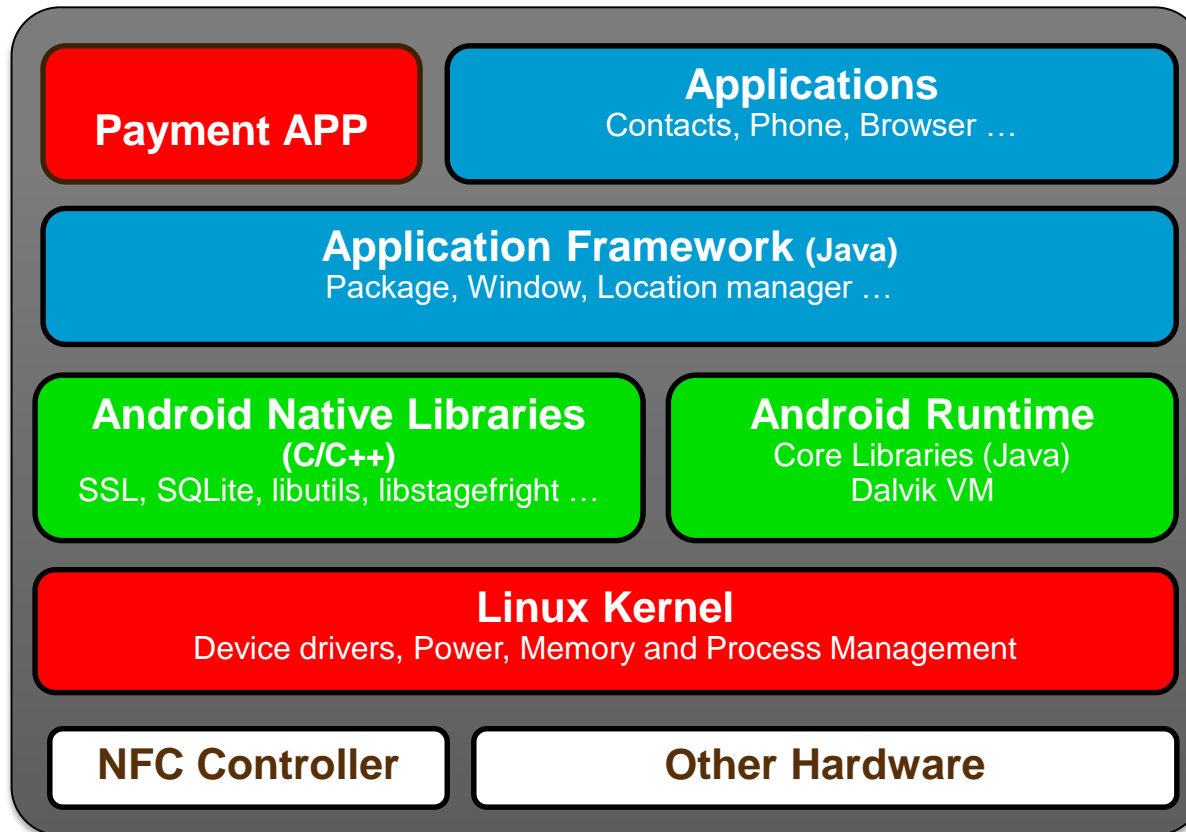 Payment APP
Applications
Contacts, Phone, Browser …
Application Framework (Java)
Package, Window, Location manager …
Android Native Libraries
(C/C++)
SSL, SQLite, libutils, libstagefright …
Android Runtime
Core Libraries (Java)
Dalvik VM
Linux Kernel
Device drivers, Power, Memory and Process Management
NFC Controller
Other Hardware